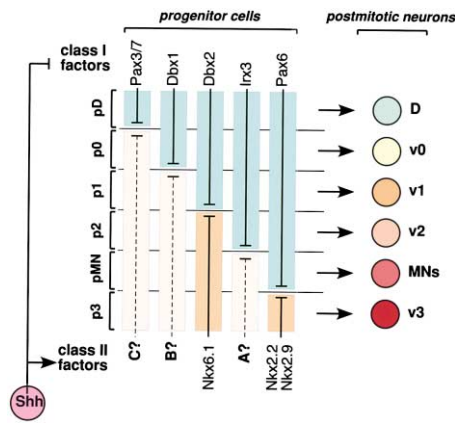 progenitor cells
postmitotic neurons
class I
factors
Pax3/7
Dbx1
Dbx2
Irx3
Pax6
pD
D
p0
v0
p1
v1
p2
v2
pMN
MNs
p3
v3
class II
factors
C?
B?
Nkx6.1
A?
Nkx2.2
Nkx2.9
Shh